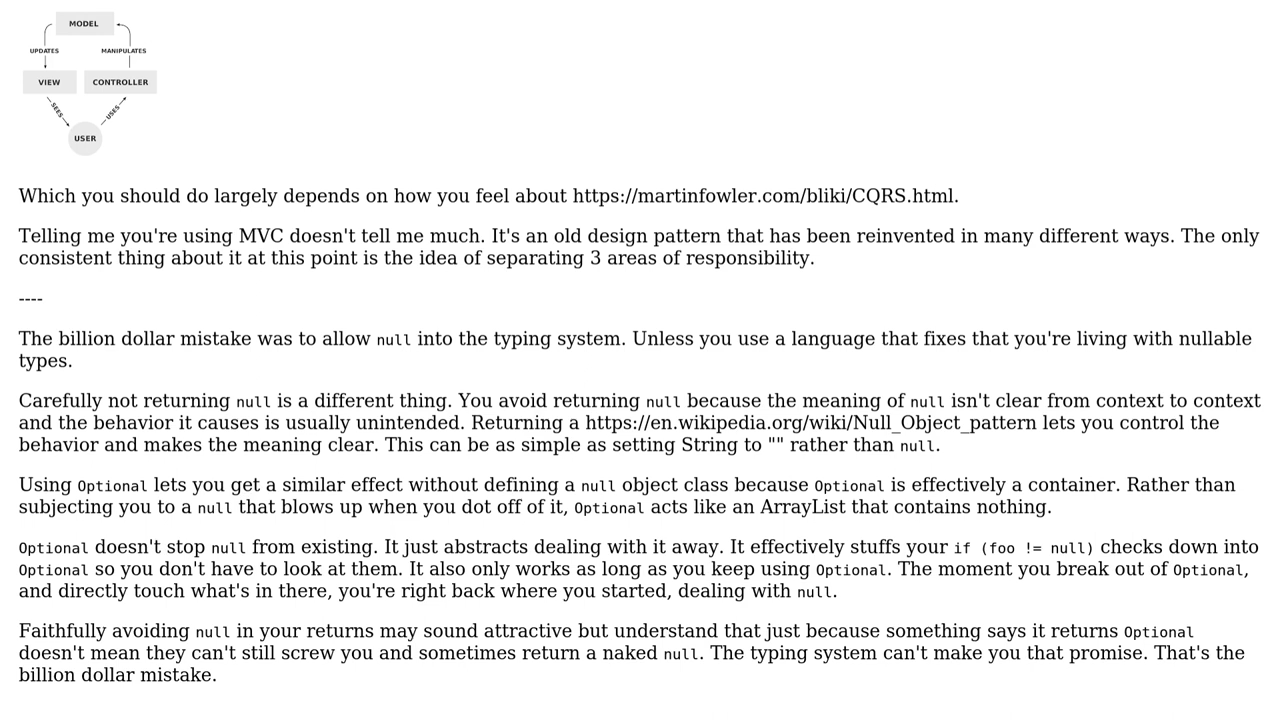 MODEL
UPDATES
MANIPULATES
VIEW
CONTROLLER
SEES
USES
USER
Which you should do largely depends on how you feel about https://martinfowler.com/bliki/CQRS.html.
Telling me you're using MVC doesn't tell me much. It's an old design pattern that has been reinvented in many different ways. The only
consistent thing about it at this point is the idea of separating 3 areas of responsibility.
----
The billion dollar mistake was to allow null into the typing system. Unless you use a language that fixes that you're living with nullable
types.
Carefully not returning null is a different thing. You avoid returning null because the meaning of null isn't clear from context to context
and the behavior it causes is usually unintended. Returning a https://en.wikipedia.org/wiki/Null_Object_pattern lets you control the
behavior and makes the meaning clear. This can be as simple as setting String to "" rather than null.
Using Optional lets you get a similar effect without defining a null object class because Optional is effectively a container. Rather than
subjecting you to a null that blows up when you dot off of it, Optional acts like an ArrayList that contains nothing.
Optional doesn't stop null from existing. It just abstracts dealing with it away. It effectively stuffs your if (foo != null) checks down into
Optional so you don't have to look at them. It also only works as long as you keep using Optional. The moment you break out of Optional,
and directly touch what's in there, you're right back where you started, dealing with null.
Faithfully avoiding null in your returns may sound attractive but understand that just because something says it returns Optional
doesn't mean they can't still screw you and sometimes return a naked null. The typing system can't make you that promise. That's the
billion dollar mistake.